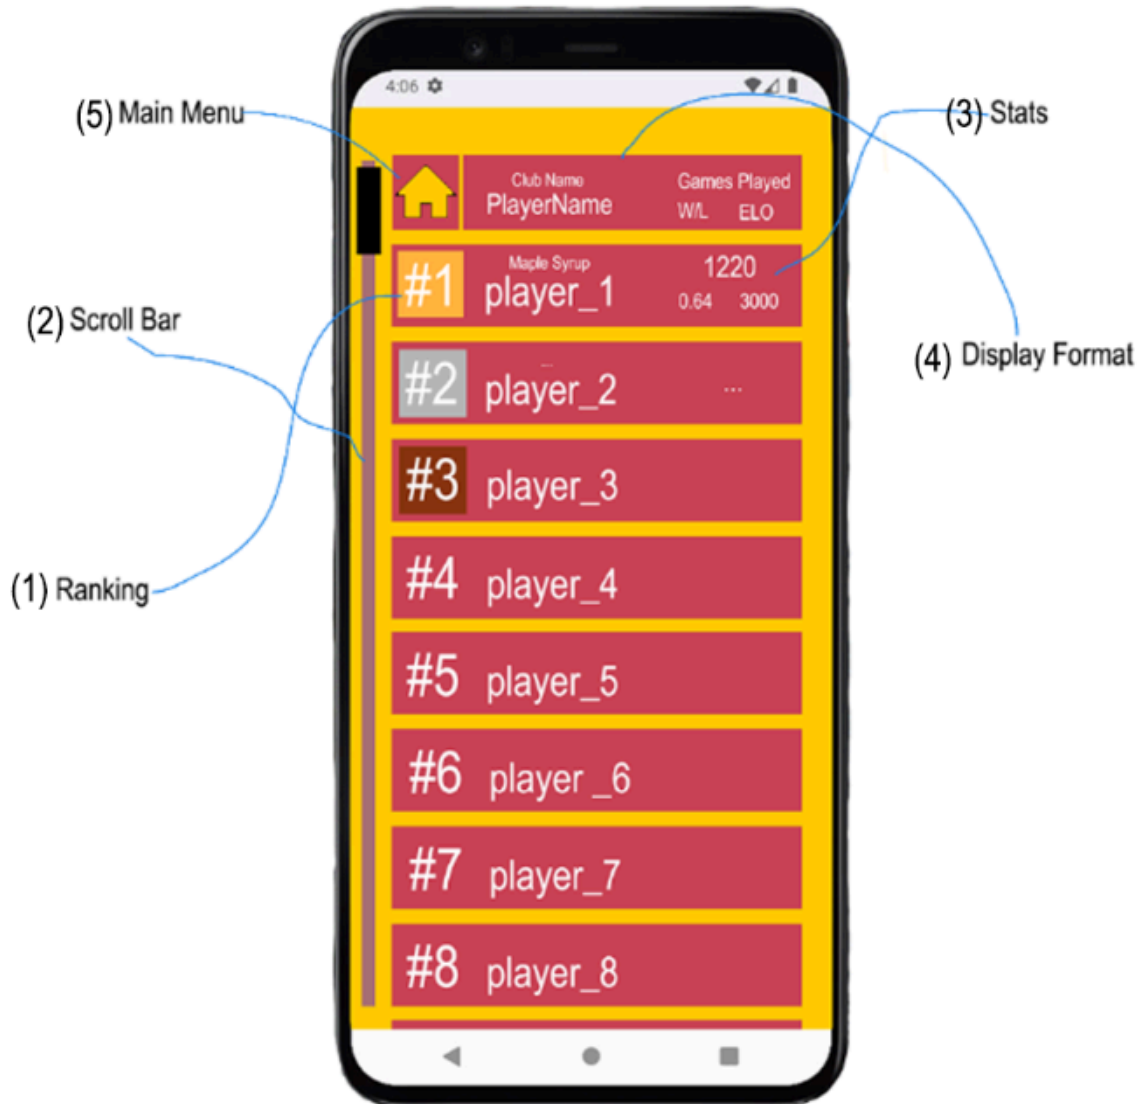 4:06
(5) Main Menu
(3) Stats
Club Name
PlayerName
Games Played
W/L ELO
#1
Maple Syrup
player_1
1220
0.64 3000
(2) Scroll Bar
(4) Display Format
#2 player_2 ...
#3 player_3
(1) Ranking
#4 player_4
#5 player_5
#6 player _6
#7 player_7
#8 player_8